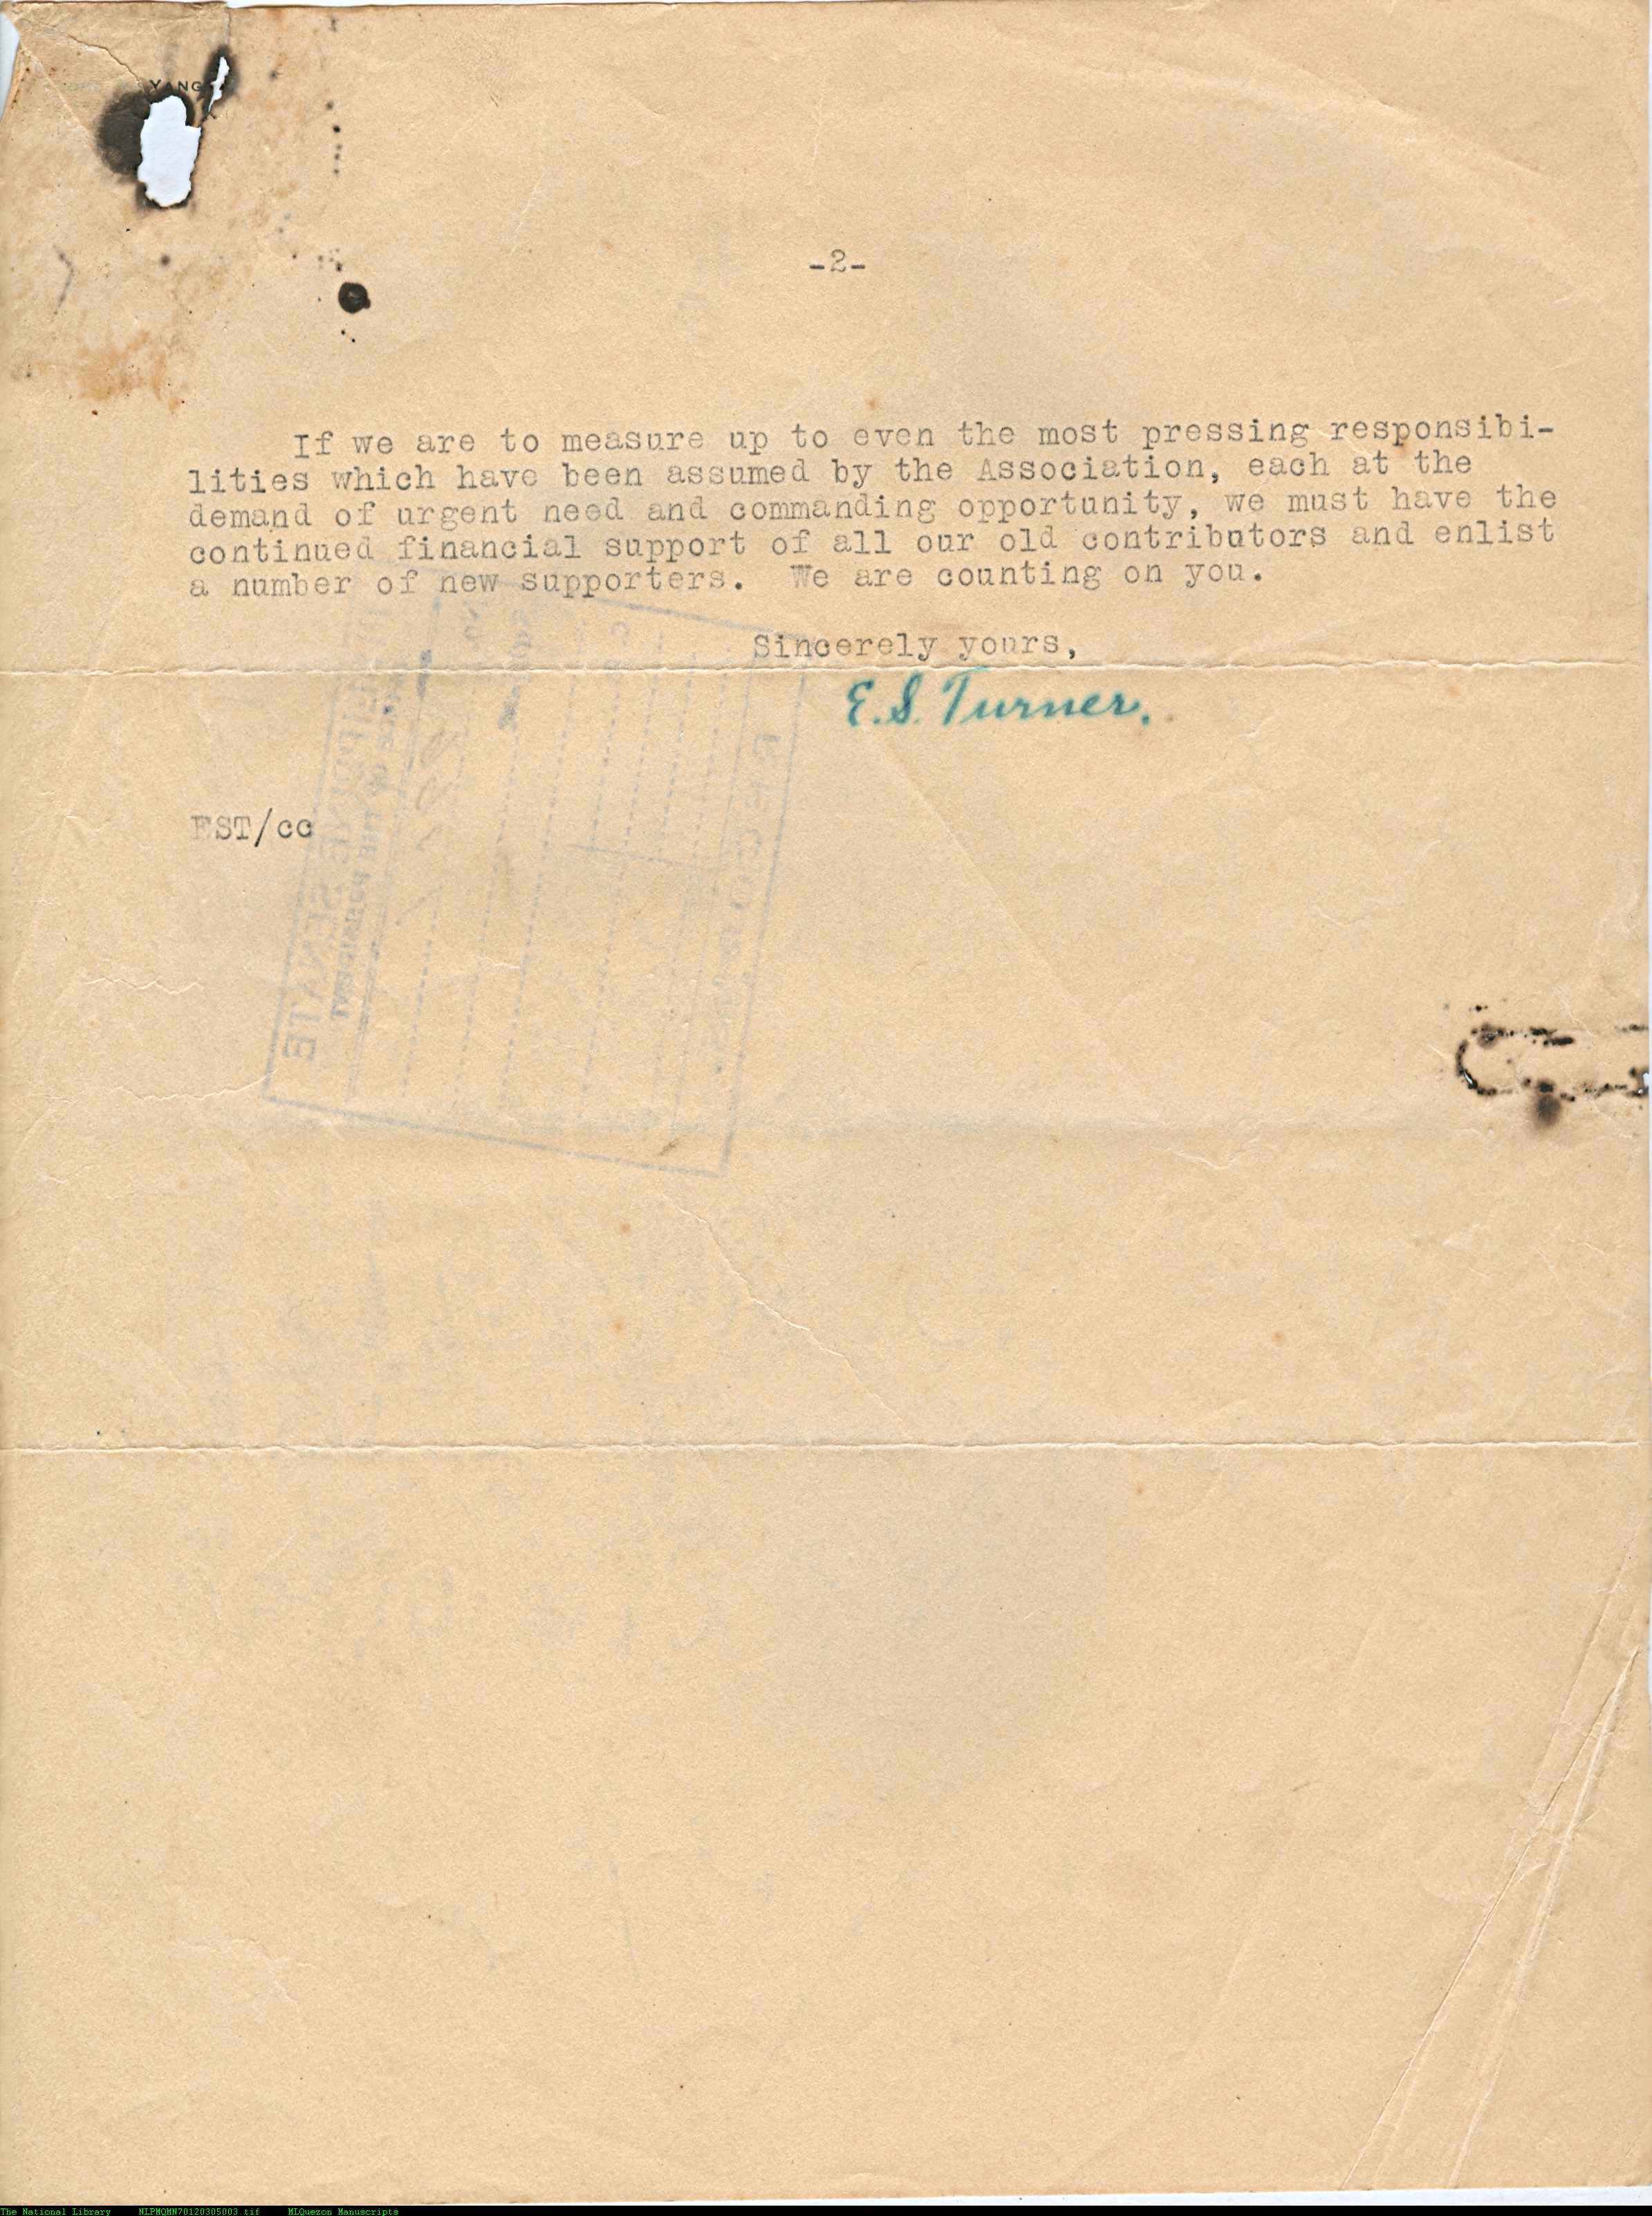 YANG
-2-
If we are to measure up to even the most pressing responsibi-
lities which have been assumed by the Association, each at the
demand of urgent need and commanding opportunity, we must have the
continued financial support of all our old contributors and enlist
a number of new supporters. We are counting on you.
Sincerely yours,
E.S. Turner.
EST/cc
SENATE
The National Library NLPMQMN70120305003.tif MLQuezon Manuscripts